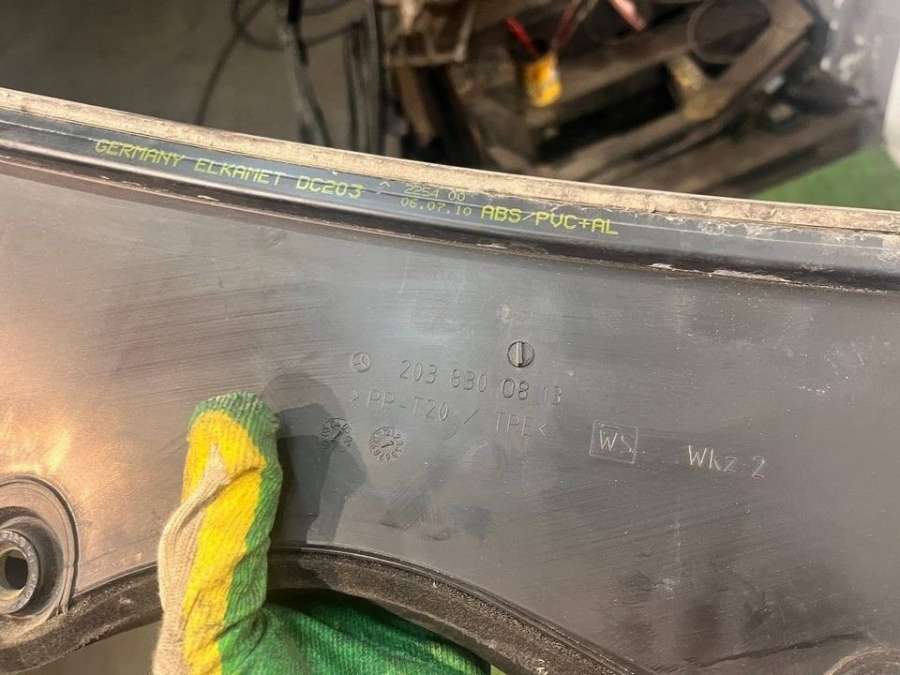 GERMANY ELKAMET DC203
2254 00
06.07.10 ABS/PVC+AL
203 830 08 13
>PP-T20 / TPE<
WS Wkz 2